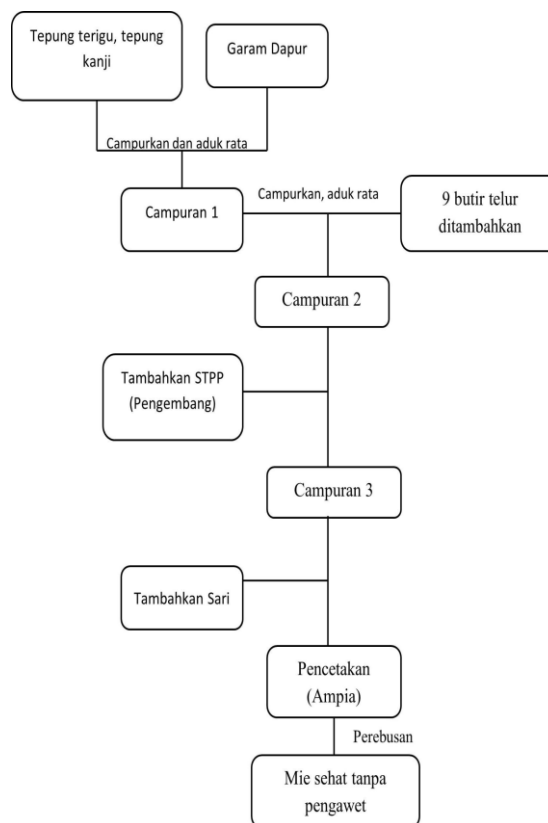 Tepung terigu, tepung
kanji
Garam Dapur
Campurkan dan aduk rata
Campuran 1
Campurkan, aduk rata
9 butir telur
ditambahkan
Campuran 2
Tambahkan STPP
(Pengembang)
Campuran 3
Tambahkan Sari
Pencetakan
(Ampia)
Perebusan
Mie sehat tanpa
pengawet